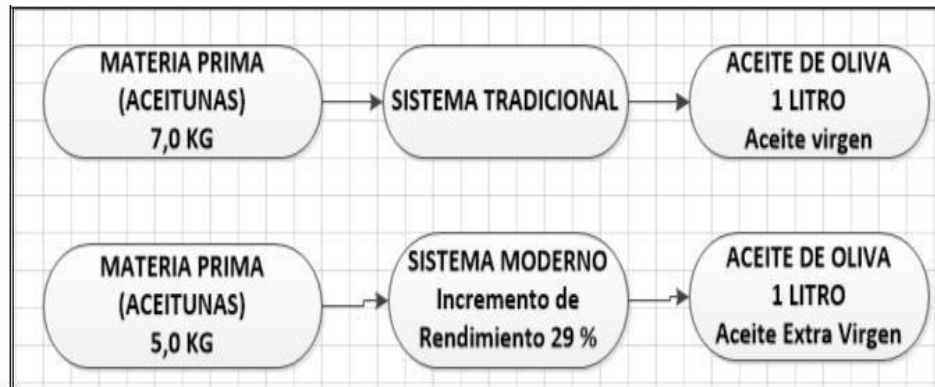 MATERIA PRIMA
(ACEITUNAS)
7,0 KG
SISTEMA TRADICIONAL
ACEITE DE OLIVA
1 LITRO
Aceite virgen
MATERIA PRIMA
(ACEITUNAS)
5,0 KG
SISTEMA MODERNO
Incremento de
Rendimiento 29 %
ACEITE DE OLIVA
1 LITRO
Aceite Extra Virgen